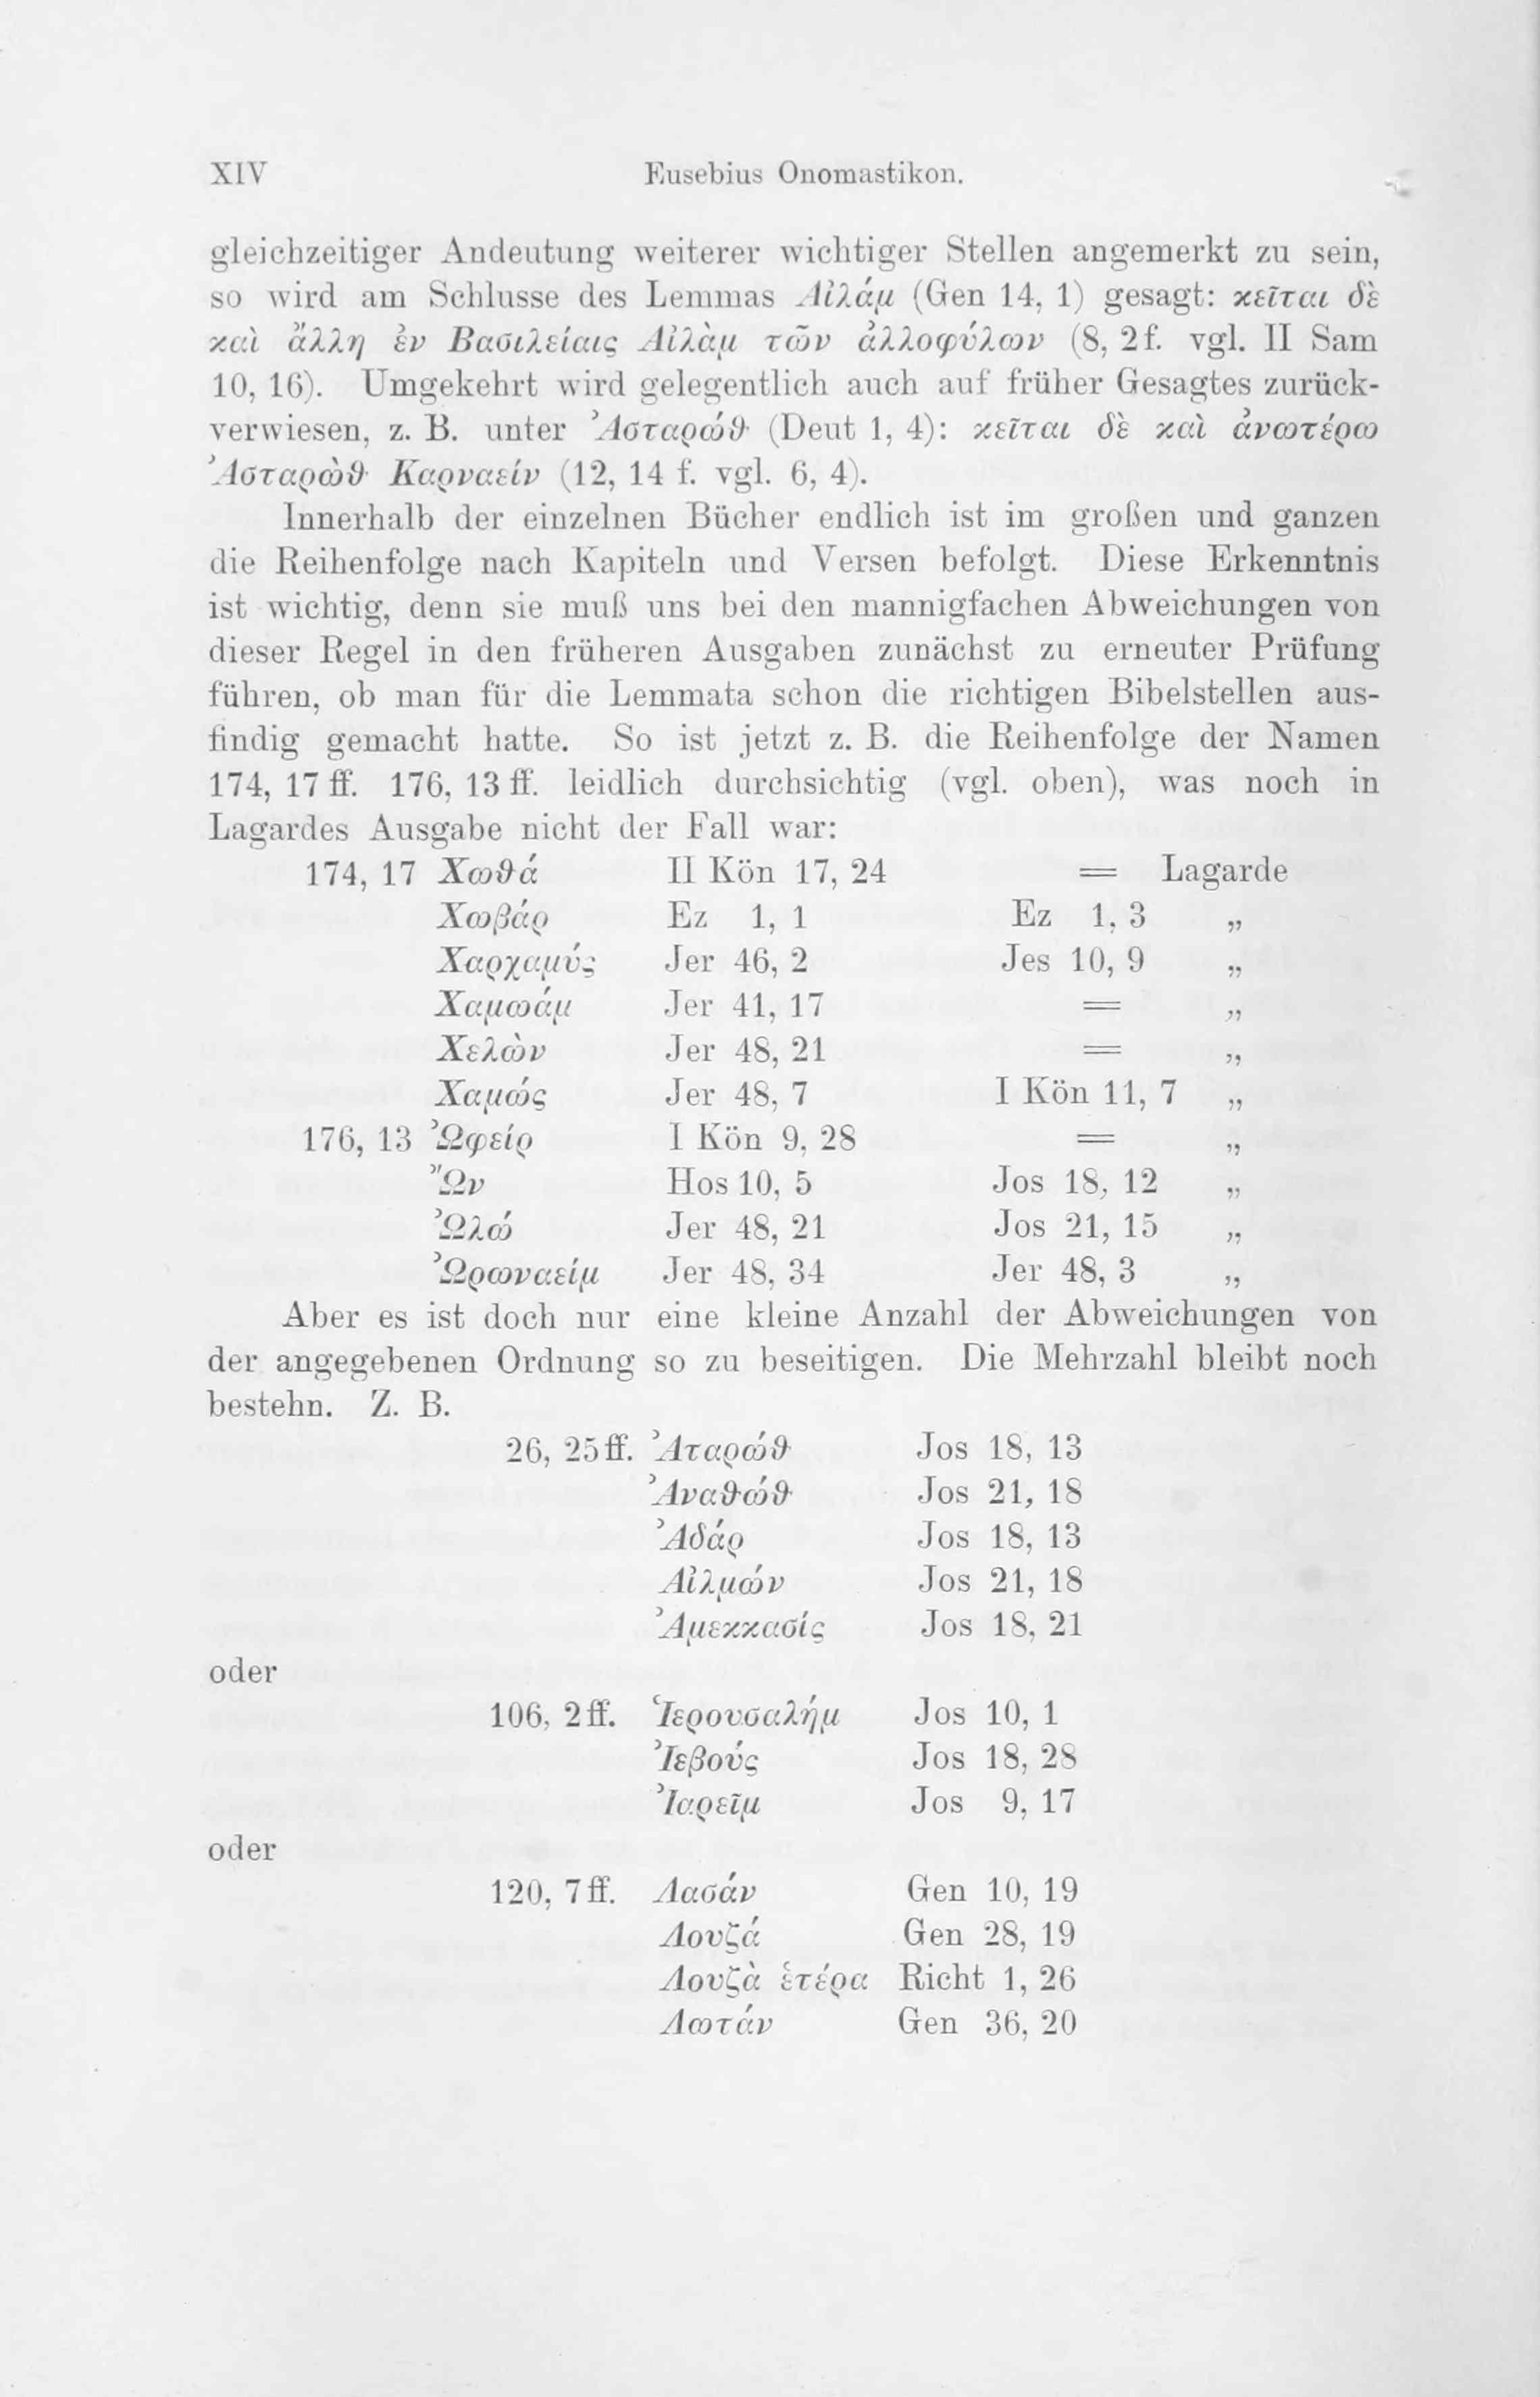 XIV Eusebius Onomastikon.
gleichzeitiger Andeutung weiterer wichtiger Stellen angemerkt zu sein,
so wird am Schlusse des Lemmas Αἰλάμ (Gen 14, 1) gesagt: κεῖται δὲ
καὶ ἄλλη ἐν Βασιλείαις Αἰλὰμ τῶν ἀλλοφύλων (8, 2f. vgl. II Sam
10, 16). Umgekehrt wird gelegentlich auch auf früher Gesagtes zurück-
verwiesen, z. B. unter Ἀσταρώθ (Deut 1, 4): κεῖται δὲ καὶ ἀνωτέρω
Ἀσταρὼθ Καρναείν (12, 14 f. vgl. 6, 4).
Innerhalb der einzelnen Bücher endlich ist im großen und ganzen
die Reihenfolge nach Kapiteln und Versen befolgt. Diese Erkenntnis
ist wichtig, denn sie muß uns bei den mannigfachen Abweichungen von
dieser Regel in den früheren Ausgaben zunächst zu erneuter Prüfung
führen, ob man für die Lemmata schon die richtigen Bibelstellen aus-
findig gemacht hatte. So ist jetzt z. B. die Reihenfolge der Namen
174, 17 ff. 176, 13 ff. leidlich durchsichtig (vgl. oben), was noch in
Lagardes Ausgabe nicht der Fall war:
174, 17 Χωθά II Kön 17, 24 = Lagarde
Χωβάρ Ez 1, 1 Ez 1, 3 „
Χαρχαμύς Jer 46, 2 Jes 10, 9 „
Χαμωάμ Jer 41, 17 = „
Χελὼν Jer 48, 21 = „
Χαμώς Jer 48, 7 I Kön 11, 7 „
176, 13 Ὠφείρ I Kön 9, 28 = „
Ὤν Hos 10, 5 Jos 18, 12 „
Ὠλώ Jer 48, 21 Jos 21, 15 „
Ὠρωναείμ Jer 48, 34 Jer 48, 3 „
Aber es ist doch nur eine kleine Anzahl der Abweichungen von
der angegebenen Ordnung so zu beseitigen. Die Mehrzahl bleibt noch
bestehn. Z. B.
26, 25 ff. Ἀταρώθ Jos 18, 13
Ἀναθώθ Jos 21, 18
Ἀδάρ Jos 18, 13
Αἰλμών Jos 21, 18
Ἀμεκκασίς Jos 18, 21
oder
106, 2 ff. Ἱερουσαλήμ Jos 10, 1
Ἰεβούς Jos 18, 28
Ἰαρεῖμ Jos 9, 17
oder
120, 7 ff. Λασάν Gen 10, 19
Λουζά Gen 28, 19
Λουζὰ ἑτέρα Richt 1, 26
Λωτάν Gen 36, 20